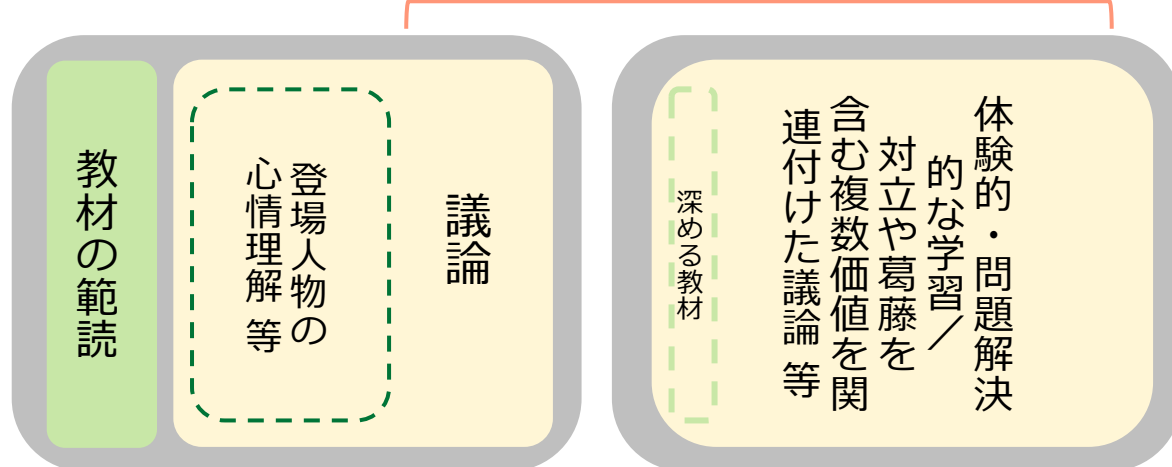 教材の範読
登場人物の
心情理解 等
議論
深める教材
体験的・問題解決
的な学習／
対立や葛藤を
含む複数価値を関
連付けた議論 等